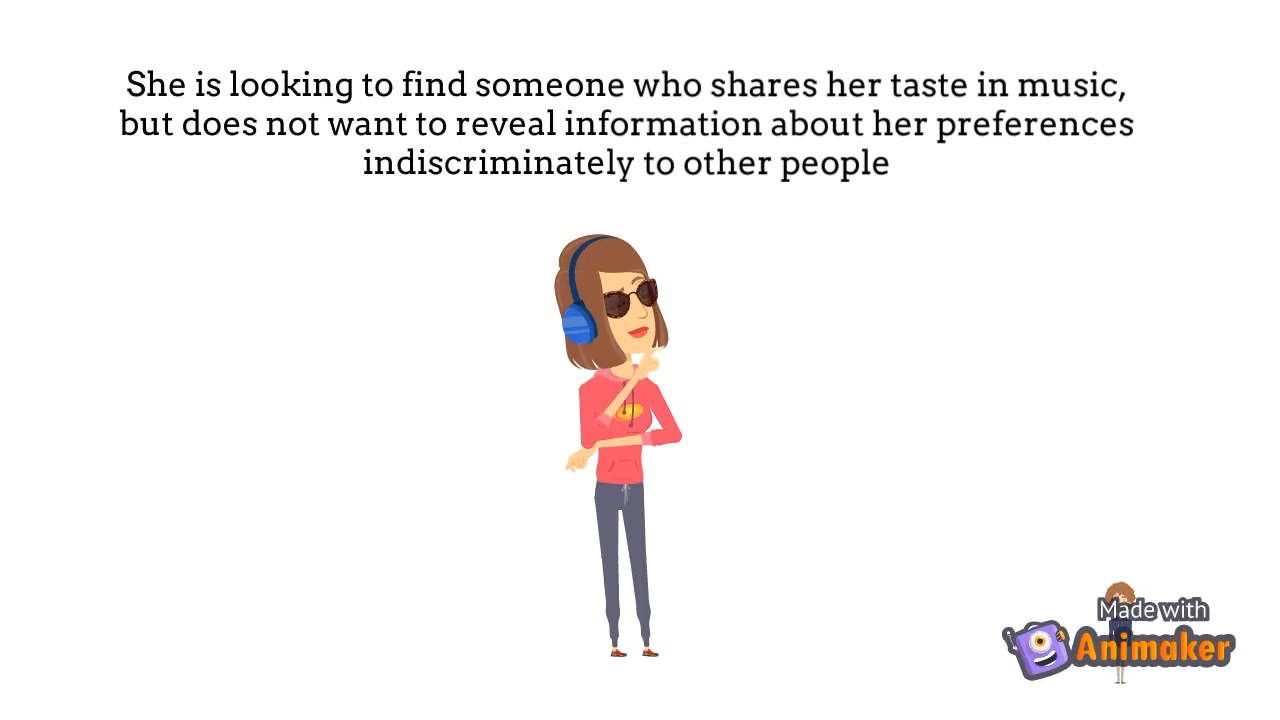 She is looking to find someone who shares her taste in music,
but does not want to reveal information about her preferences
indiscriminately to other people
Made with
Animaker